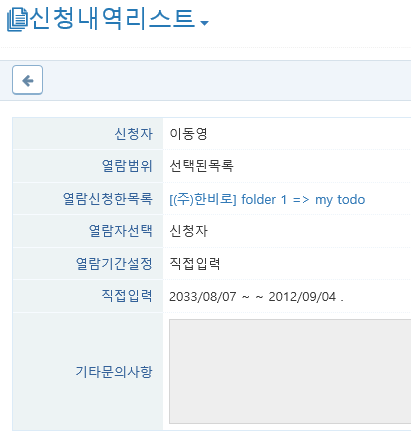 신청내역리스트
신청자 이동영
열람범위 선택된목록
열람신청한목록 [(주)한비로] folder 1 => my todo
열람자선택 신청자
열람기간설정 직접입력
직접입력 2033/08/07 ~ ~ 2012/09/04 .
기타문의사항